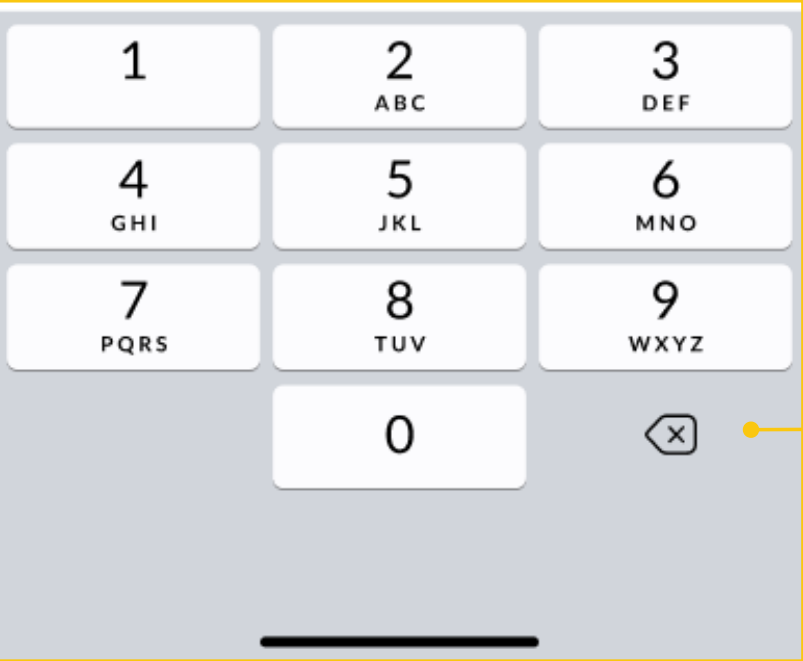 1 2 3
ABC DEF
4 5 6
GHI JKL MNO
7 8 9
PQRS TUV WXYZ
0